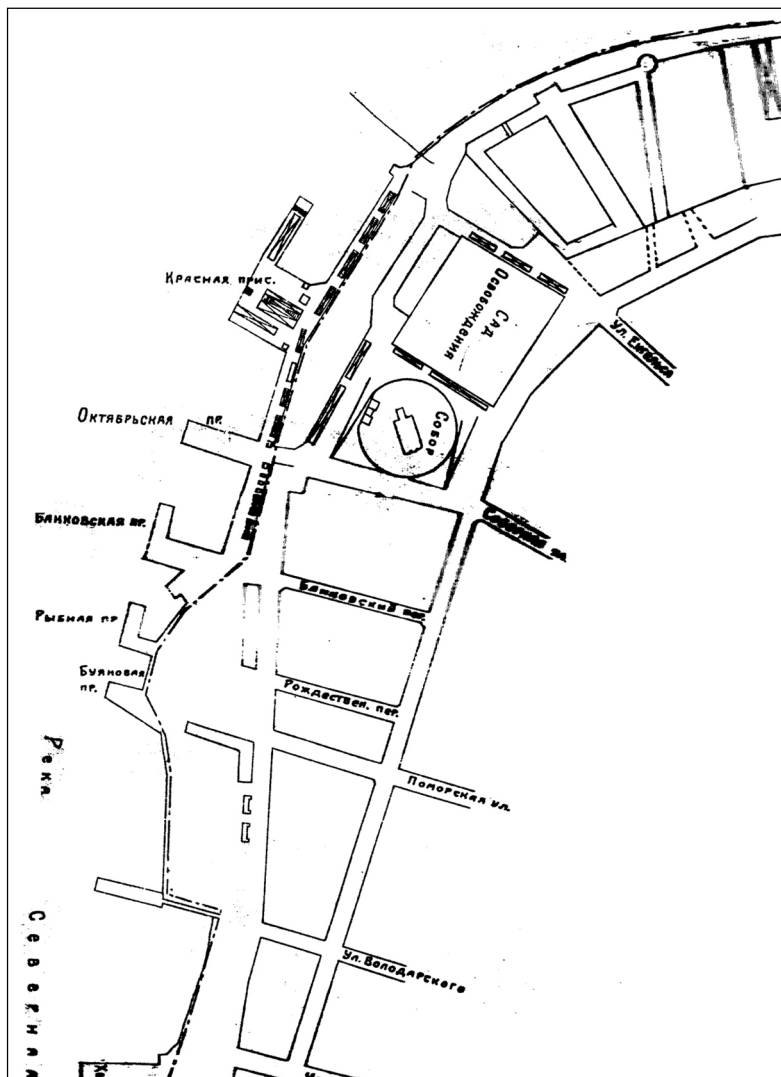 Красная прис.
Сад
Освобождения
Ул. Енгельса
Октябрьская пр.
Собор
Банковская пр.
Банковский пер.
Рыбная пр
Буяновая
пр.
Рождествен. пер.
Река
Поморская ул.
Северная
Ул. Володарского